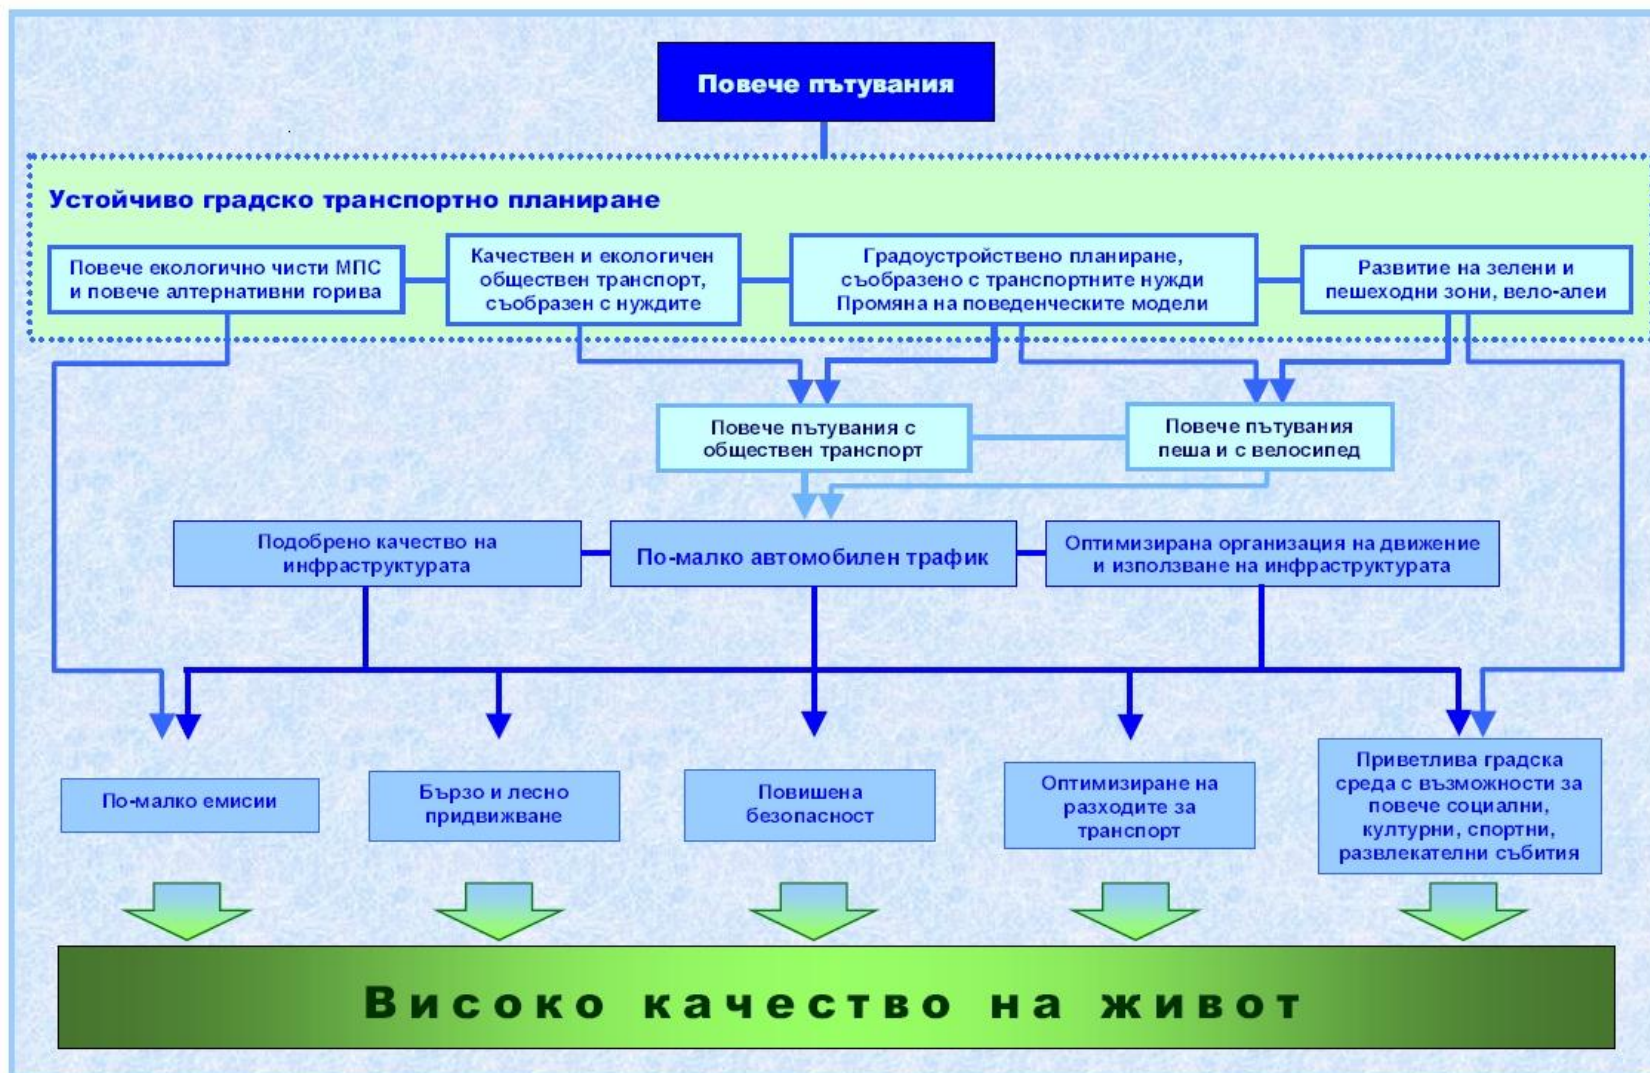 Повече пътувания
Устойчиво градско транспортно планиране
Повече екологично чисти МПС
и повече алтернативни горива
Качествен и екологичен
обществен транспорт,
съобразен с нуждите
Градоустройствено планиране,
съобразено с транспортните нужди
Промяна на поведенческите модели
Развитие на зелени и
пешеходни зони, вело-алеи
Повече пътувания с
обществен транспорт
Повече пътувания
пеша и с велосипед
Подобрено качество на
инфраструктурата
По-малко автомобилен трафик
Оптимизирана организация на движение
и използване на инфраструктурата
По-малко емисии
Бързо и лесно
придвижване
Повишена
безопасност
Оптимизиране на
разходите за
транспорт
Приветлива градска
среда с възможности за
повече социални,
културни, спортни,
развлекателни събития
Високо качество на живот